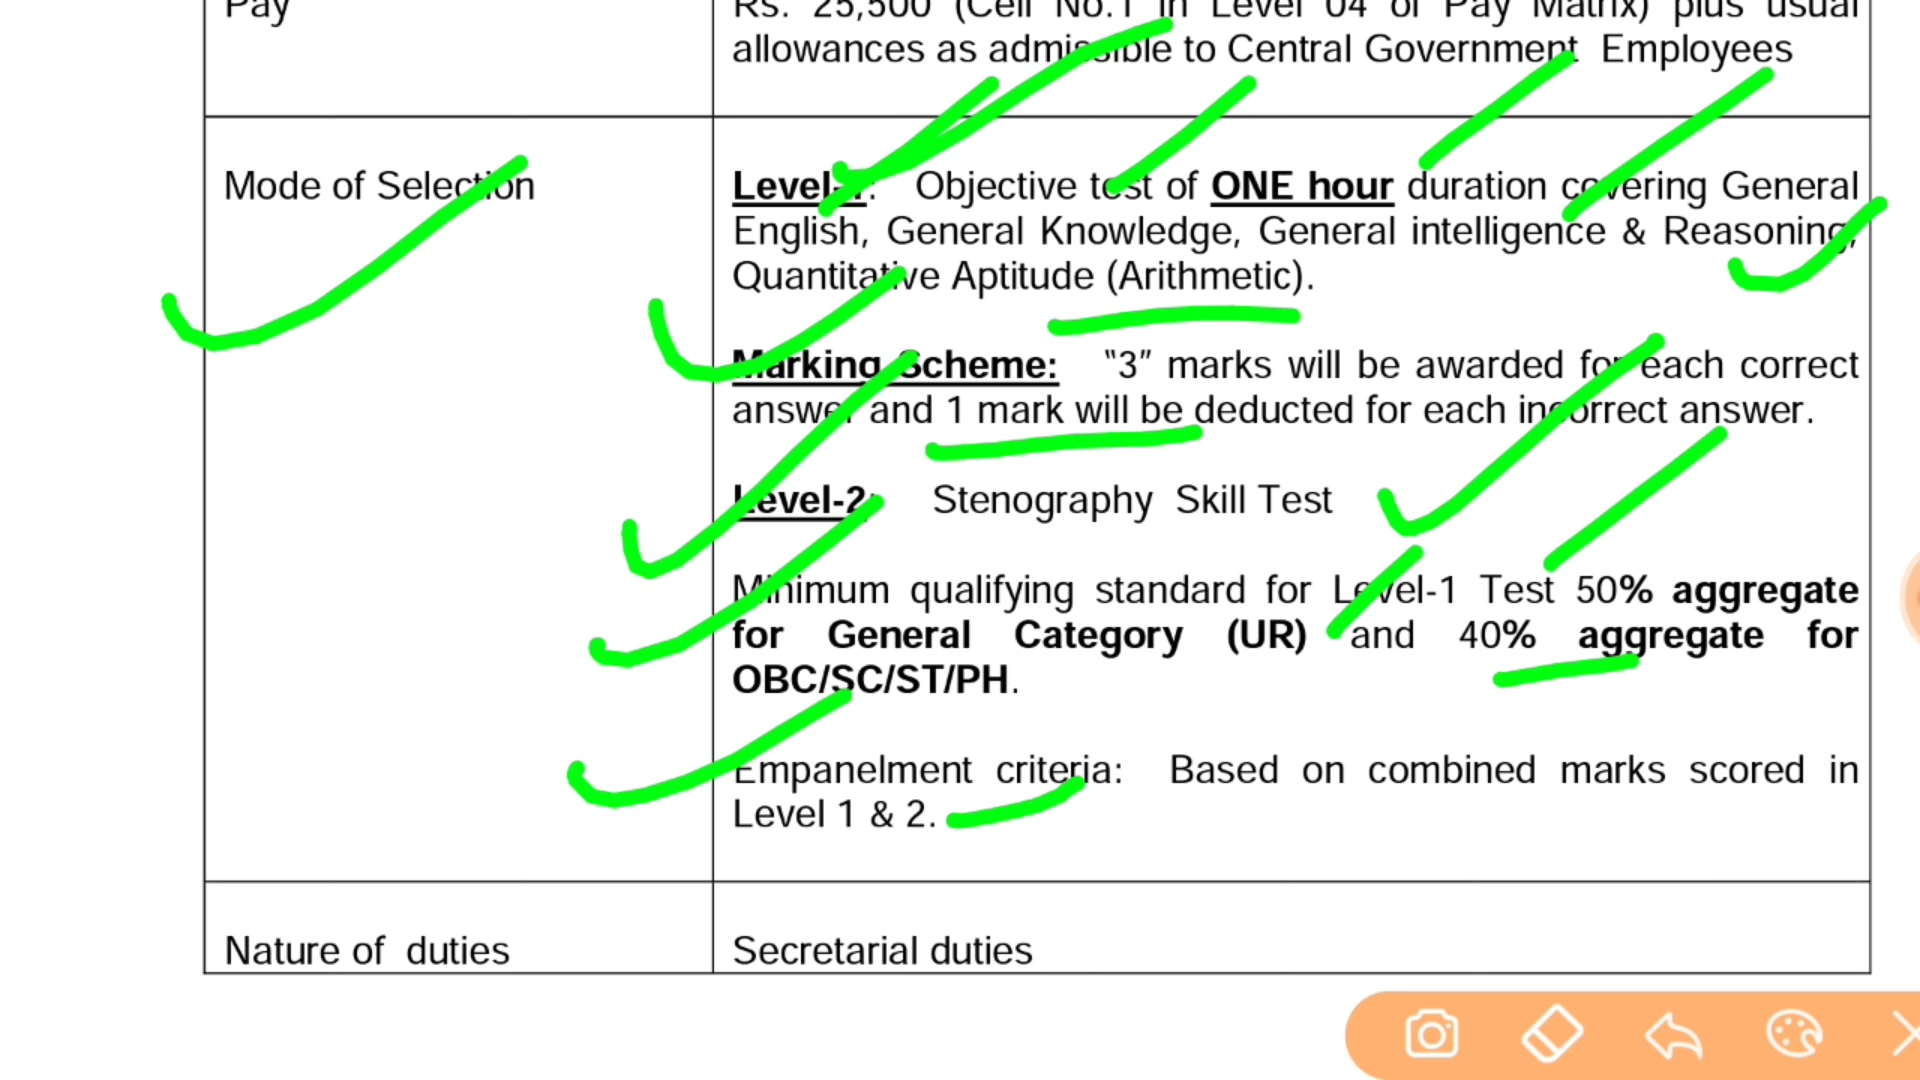 Pay
Rs. 25,500 (Cell No.1 in Level 04 of Pay Matrix) plus usual
allowances as admissible to Central Government Employees
Mode of Selection
Level-1: Objective test of ONE hour duration covering General
English, General Knowledge, General intelligence & Reasoning,
Quantitative Aptitude (Arithmetic).
Marking Scheme: "3" marks will be awarded for each correct
answer and 1 mark will be deducted for each incorrect answer.
Level-2: Stenography Skill Test
Minimum qualifying standard for Level-1 Test 50% aggregate
for General Category (UR) and 40% aggregate for
OBC/SC/ST/PH.
Empanelment criteria: Based on combined marks scored in
Level 1 & 2.
Nature of duties
Secretarial duties